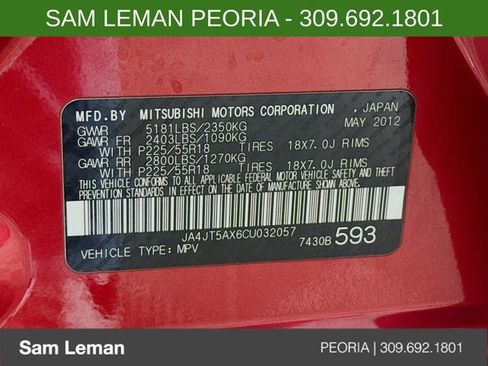 SAM LEMAN PEORIA - 309.692.1801
MFD.BY MITSUBISHI MOTORS CORPORATION , JAPAN
GVWR 5181LBS/2350KG MAY 2012
GAWR FR 2403LBS/1090KG
WITH P225/55R18 TIRES 18X7.0J RIMS
GAWR RR 2800LBS/1270KG
WITH P225/55R18 TIRES 18X7.0J RIMS
THIS VEHICLE CONFORMS TO ALL APPLICABLE FEDERAL
MOTOR VEHICLE SAFETY AND THEFT PREVENTION
STANDARDS IN EFFECT ON THE DATE OF MANUFACTURE
SHOWN ABOVE.
JA4JT5AX6CU032057
VEHICLE TYPE: MPV 7430B 593
Sam Leman PEORIA | 309.692.1801